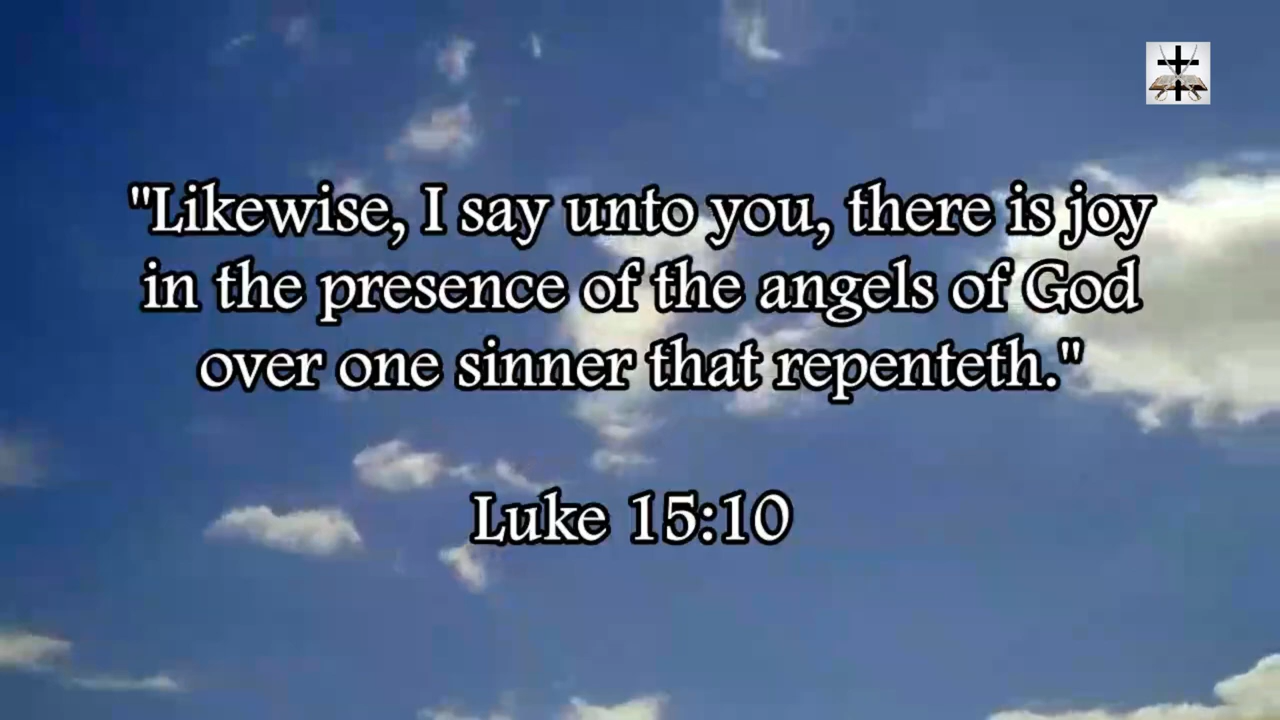 "Likewise, I say unto you, there is joy
in the presence of the angels of God
over one sinner that repenteth."
Luke 15:10